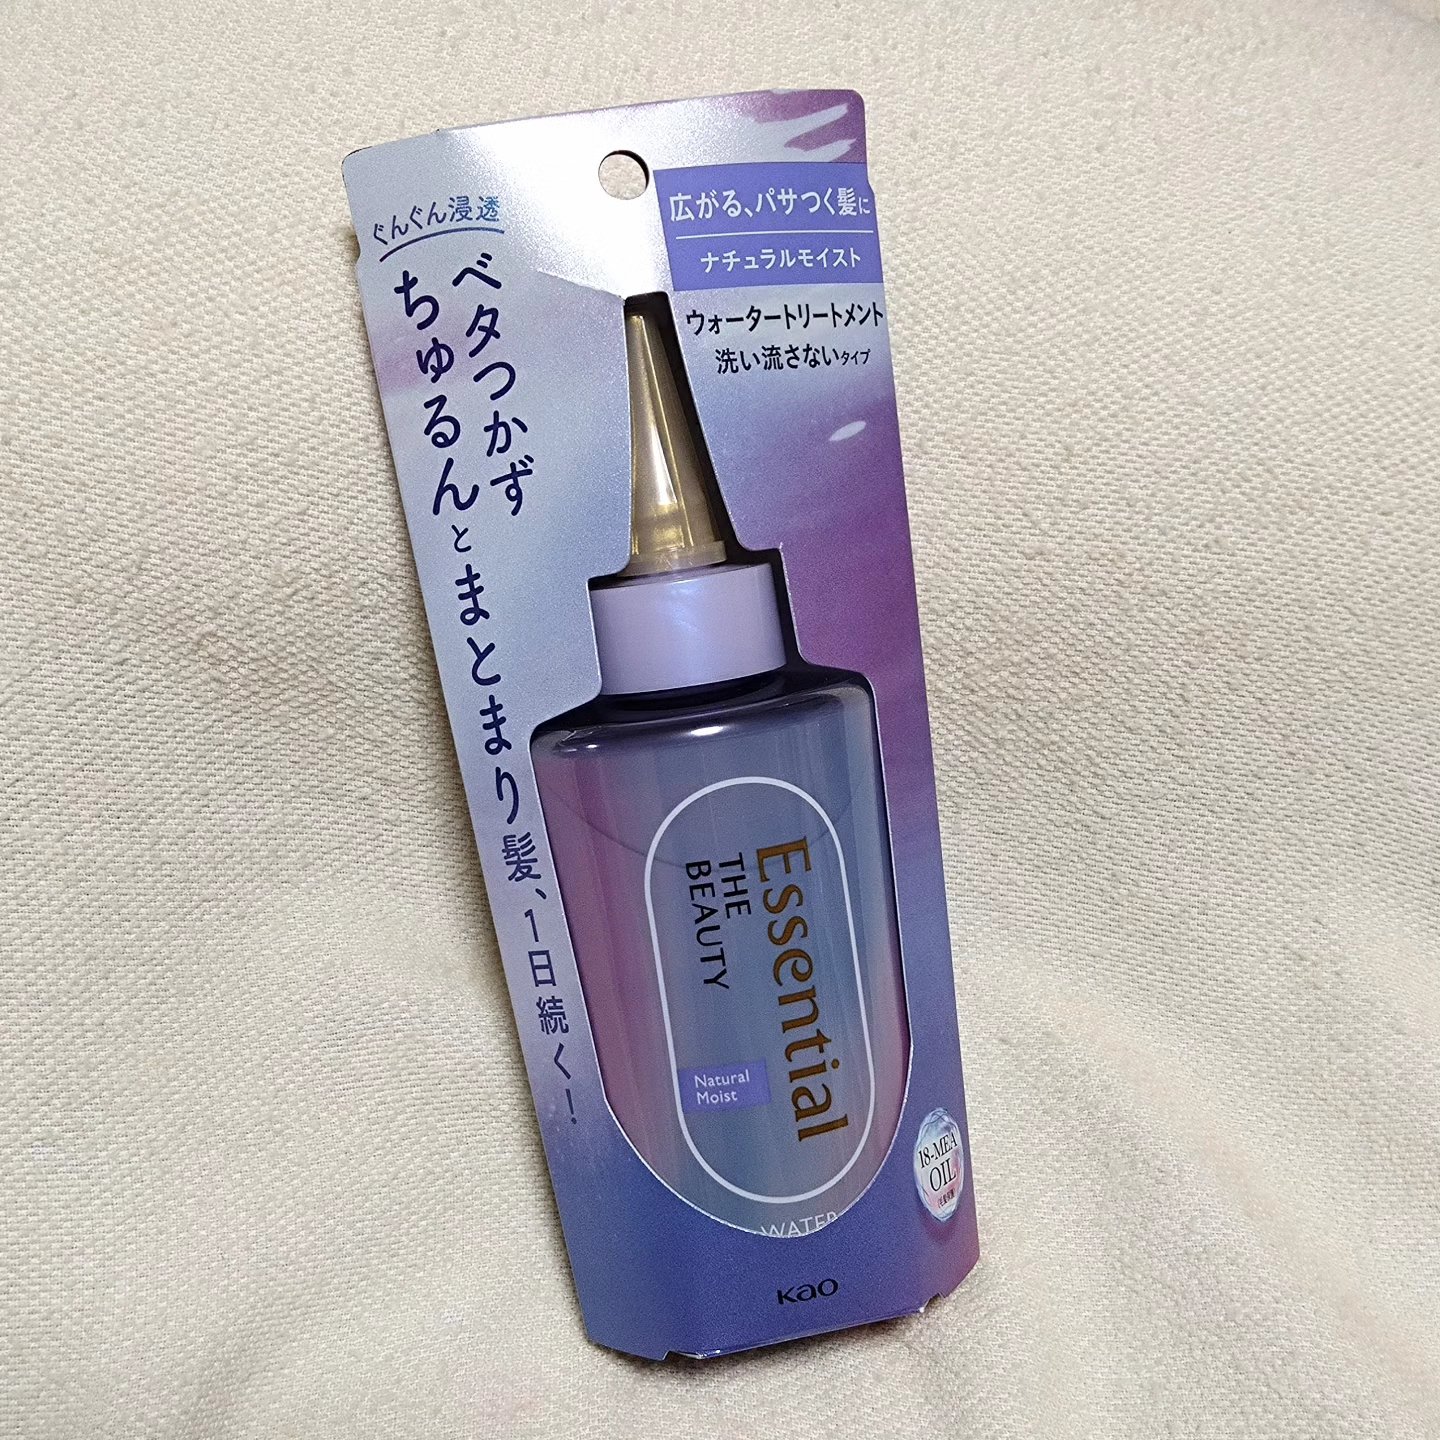 ぐんぐん浸透
ベタつかず
ちゅるんとまとまり髪、1日続く!
広がる、パサつく髪に
ナチュラルモイスト
ウォータートリートメント
洗い流さないタイプ
Essential
THE
BEAUTY
Natural
Moist
WATER
18-MEA
OIL
Kao